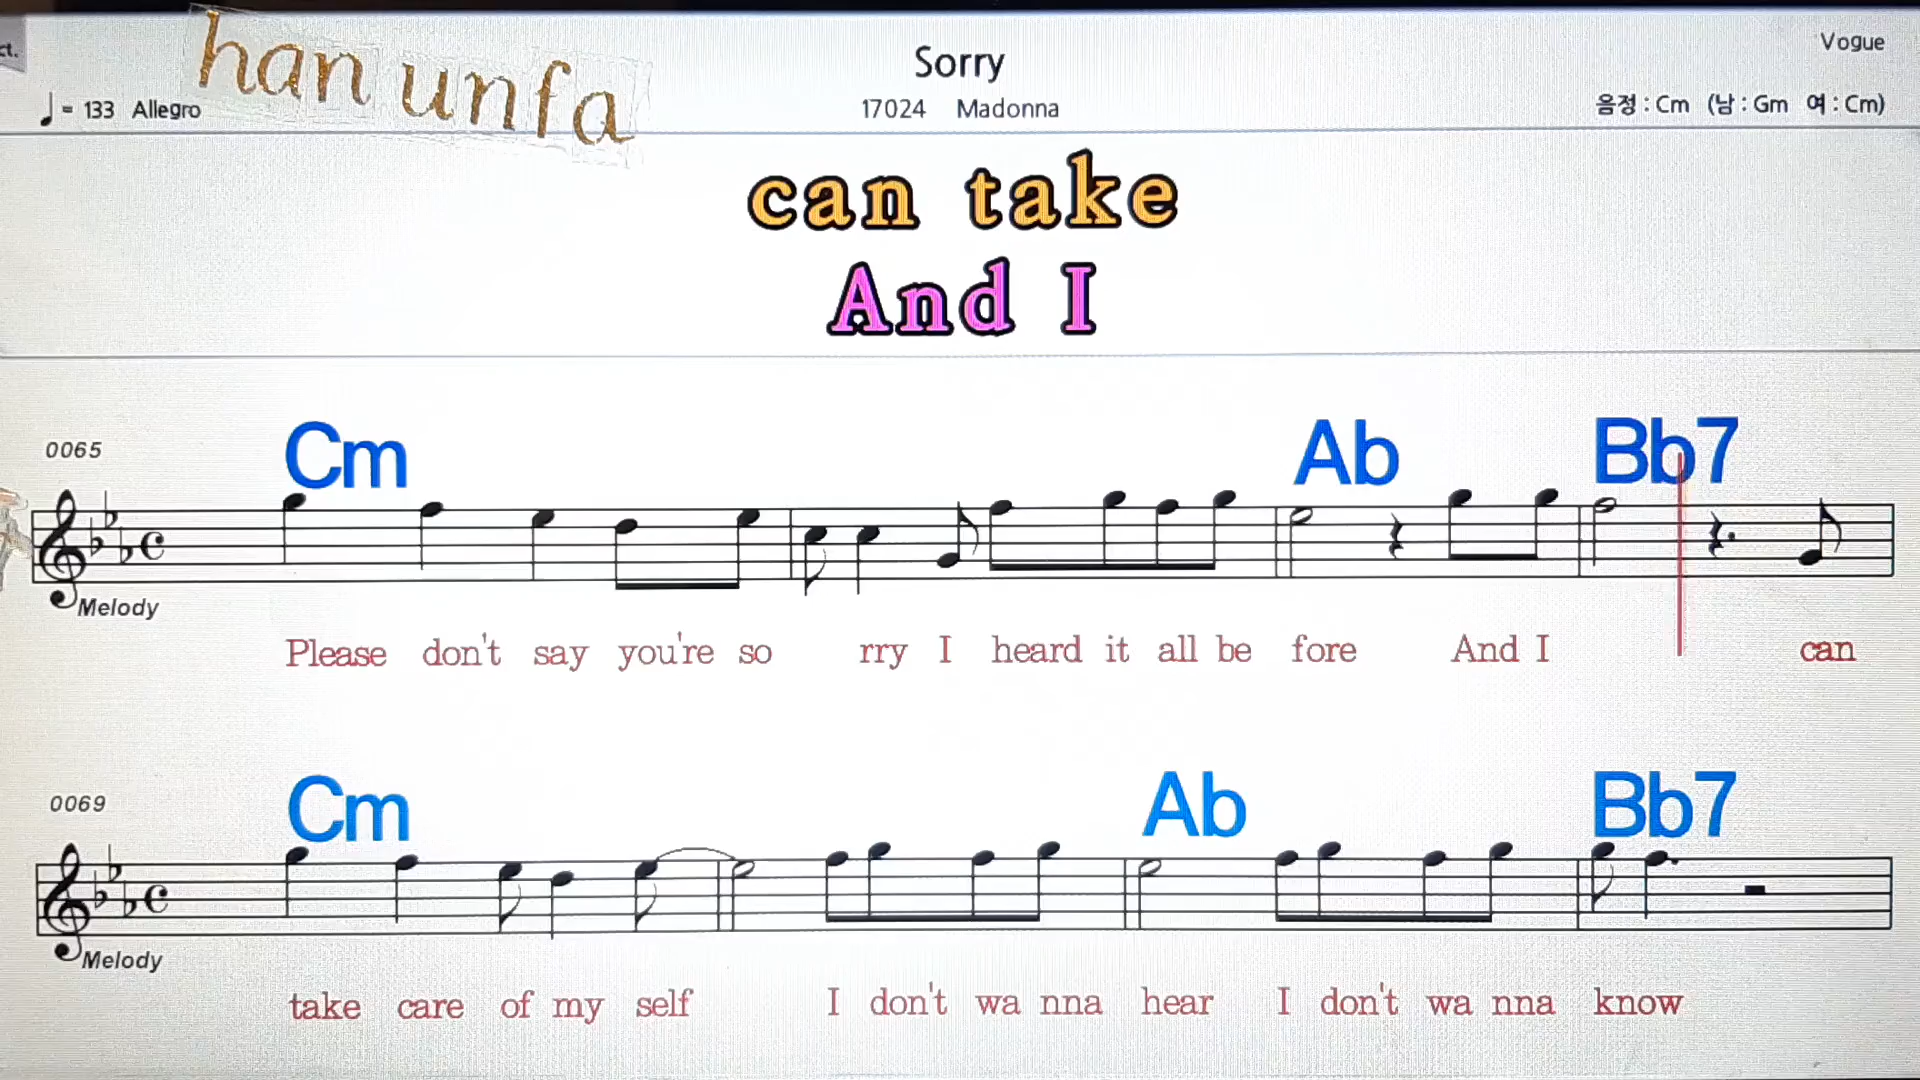 ct.
han unfa
Sorry
Vogue
= 133 Allegro
17024 Madonna
음정 : Cm (남 : Gm 여 : Cm)
can take
And I
0065
Cm Ab Bb7
Melody
Please don't say you're so rry I heard it all be fore And I can
0069
Cm Ab Bb7
Melody
take care of my self I don't wa nna hear I don't wa nna know